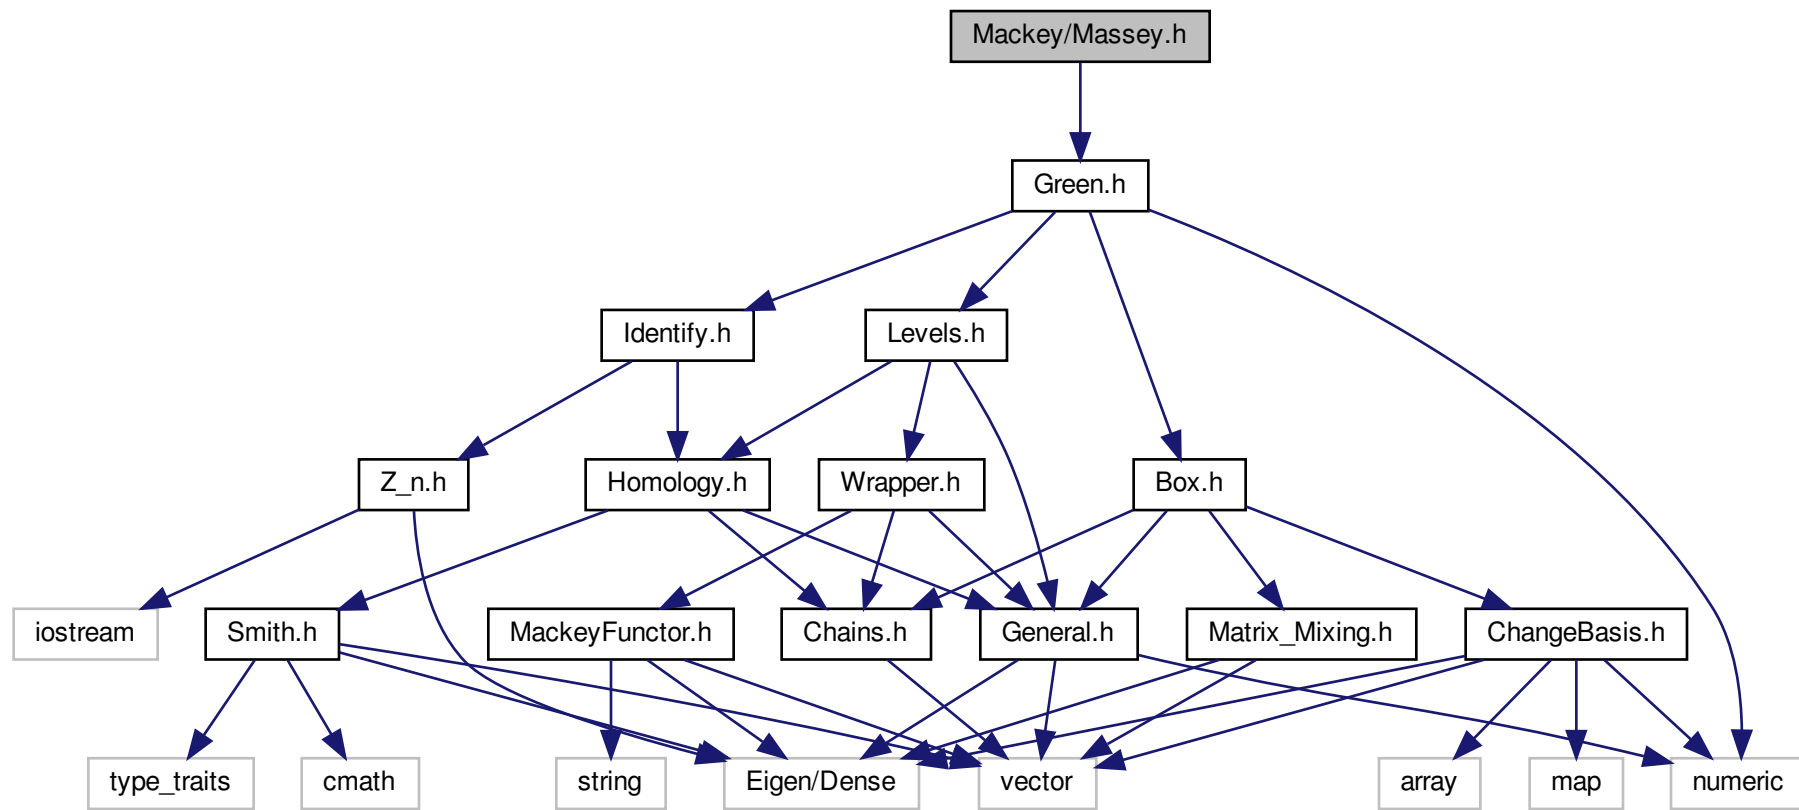 Mackey/Massey.h
Green.h
Identify.h
Levels.h
Z_n.h
Homology.h
Wrapper.h
Box.h
iostream
Smith.h
MackeyFunctor.h
Chains.h
General.h
Matrix_Mixing.h
ChangeBasis.h
type_traits
cmath
string
Eigen/Dense
vector
array
map
numeric